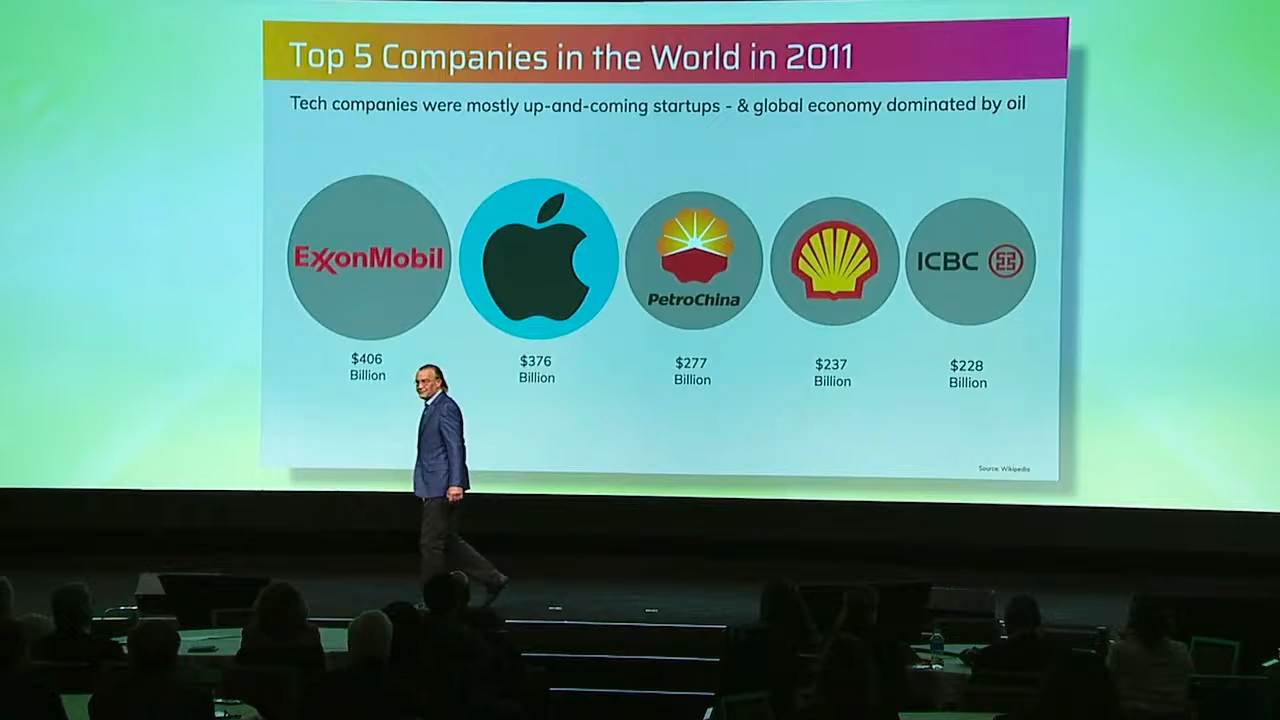 Top 5 Companies in the World in 2011
Tech companies were mostly up-and-coming startups - & global economy dominated by oil
ExxonMobil
PetroChina
ICBC
$406
Billion
$376
Billion
$277
Billion
$237
Billion
$228
Billion
Source: Wikipedia